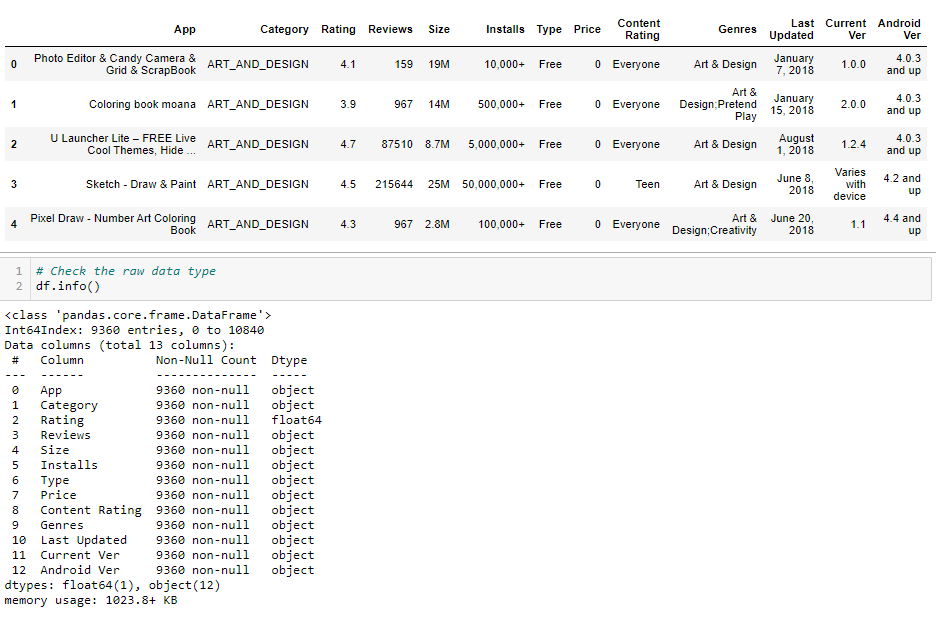 App Category Rating Reviews Size Installs Type Price Content Rating Genres Last Updated Current Ver Android Ver
0 Photo Editor & Candy Camera & Grid & ScrapBook ART_AND_DESIGN 4.1 159 19M 10,000+ Free 0 Everyone Art & Design January 7, 2018 1.0.0 4.0.3 and up
1 Coloring book moana ART_AND_DESIGN 3.9 967 14M 500,000+ Free 0 Everyone Art & Design;Pretend Play January 15, 2018 2.0.0 4.0.3 and up
2 U Launcher Lite – FREE Live Cool Themes, Hide ... ART_AND_DESIGN 4.7 87510 8.7M 5,000,000+ Free 0 Everyone Art & Design August 1, 2018 1.2.4 4.0.3 and up
3 Sketch - Draw & Paint ART_AND_DESIGN 4.5 215644 25M 50,000,000+ Free 0 Teen Art & Design June 8, 2018 Varies with device 4.2 and up
4 Pixel Draw - Number Art Coloring Book ART_AND_DESIGN 4.3 967 2.8M 100,000+ Free 0 Everyone Art & Design;Creativity June 20, 2018 1.1 4.4 and up
1 # Check the raw data type
2 df.info()
<class 'pandas.core.frame.DataFrame'>
Int64Index: 9360 entries, 0 to 10840
Data columns (total 13 columns):
# Column Non-Null Count Dtype
--- ------ -------------- -----
0 App 9360 non-null object
1 Category 9360 non-null object
2 Rating 9360 non-null float64
3 Reviews 9360 non-null object
4 Size 9360 non-null object
5 Installs 9360 non-null object
6 Type 9360 non-null object
7 Price 9360 non-null object
8 Content Rating 9360 non-null object
9 Genres 9360 non-null object
10 Last Updated 9360 non-null object
11 Current Ver 9360 non-null object
12 Android Ver 9360 non-null object
dtypes: float64(1), object(12)
memory usage: 1023.8+ KB